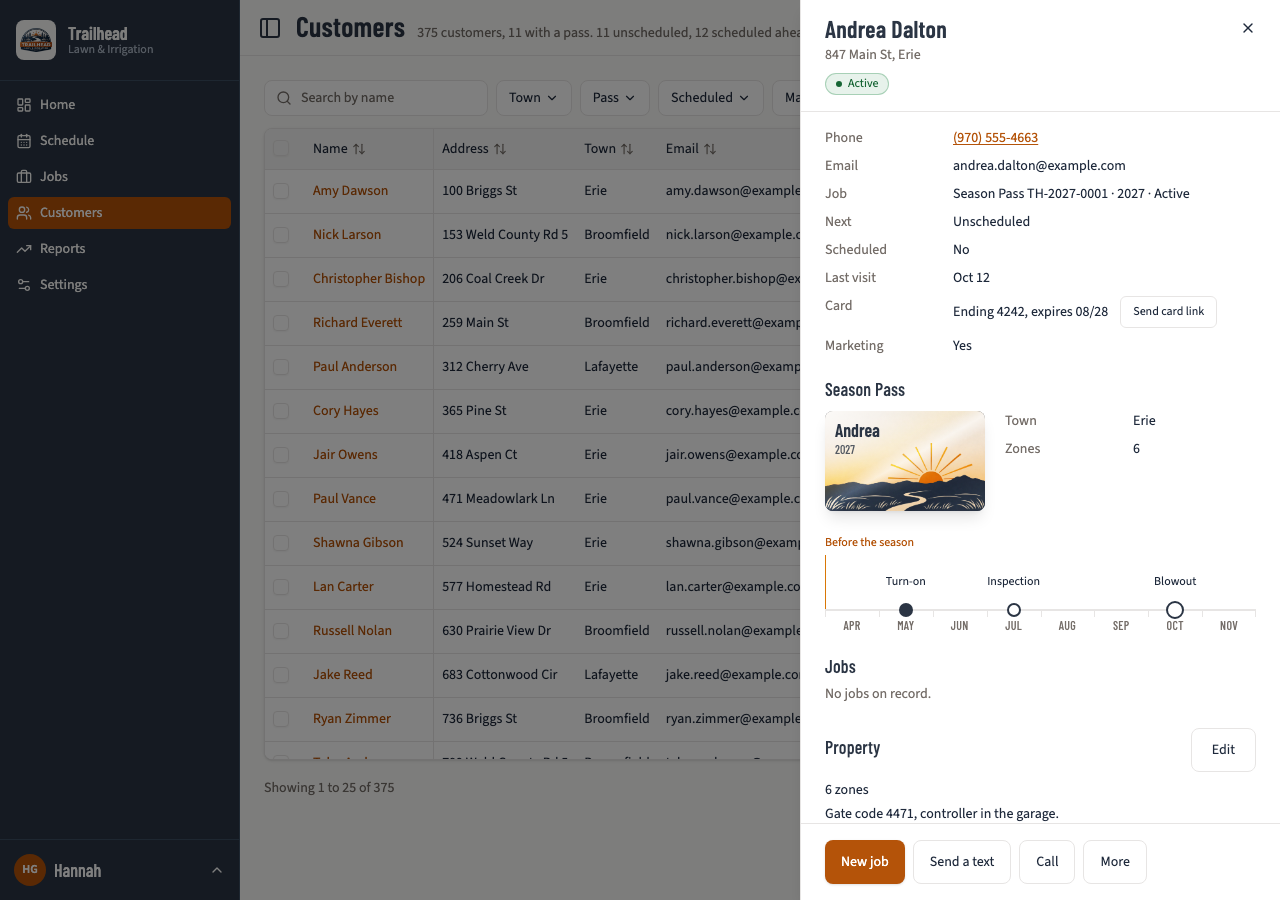 TRAILHEAD
Trailhead
Lawn & Irrigation
Home
Schedule
Jobs
Customers
Reports
Settings
HG Hannah
Customers 375 customers, 11 with a pass. 11 unscheduled, 12 scheduled ahea
Search by name Town Pass Scheduled Ma
Name Address Town Email
Amy Dawson 100 Briggs St Erie amy.dawson@example
Nick Larson 153 Weld County Rd 5 Broomfield nick.larson@example.c
Christopher Bishop 206 Coal Creek Dr Erie christopher.bishop@ex
Richard Everett 259 Main St Broomfield richard.everett@exam
Paul Anderson 312 Cherry Ave Lafayette paul.anderson@examp
Cory Hayes 365 Pine St Erie cory.hayes@example.c
Jair Owens 418 Aspen Ct Erie jair.owens@example.co
Paul Vance 471 Meadowlark Ln Erie paul.vance@example.c
Shawna Gibson 524 Sunset Way Erie shawna.gibson@examp
Lan Carter 577 Homestead Rd Erie lan.carter@example.co
Russell Nolan 630 Prairie View Dr Erie russell.nolan@example
Jake Reed 683 Cottonwood Cir Lafayette jake.reed@example.com
Ryan Zimmer 736 Briggs St Broomfield ryan.zimmer@example
Showing 1 to 25 of 375
Andrea Dalton
847 Main St, Erie
Active
Phone (970) 555-4663
Email andrea.dalton@example.com
Job Season Pass TH-2027-0001 · 2027 · Active
Next Unscheduled
Scheduled No
Last visit Oct 12
Card Ending 4242, expires 08/28 Send card link
Marketing Yes
Season Pass
Andrea
2027
Town Erie
Zones 6
Before the season
Turn-on Inspection Blowout
APR MAY JUN JUL AUG SEP OCT NOV
Jobs
No jobs on record.
Property Edit
6 zones
Gate code 4471, controller in the garage.
New job Send a text Call More